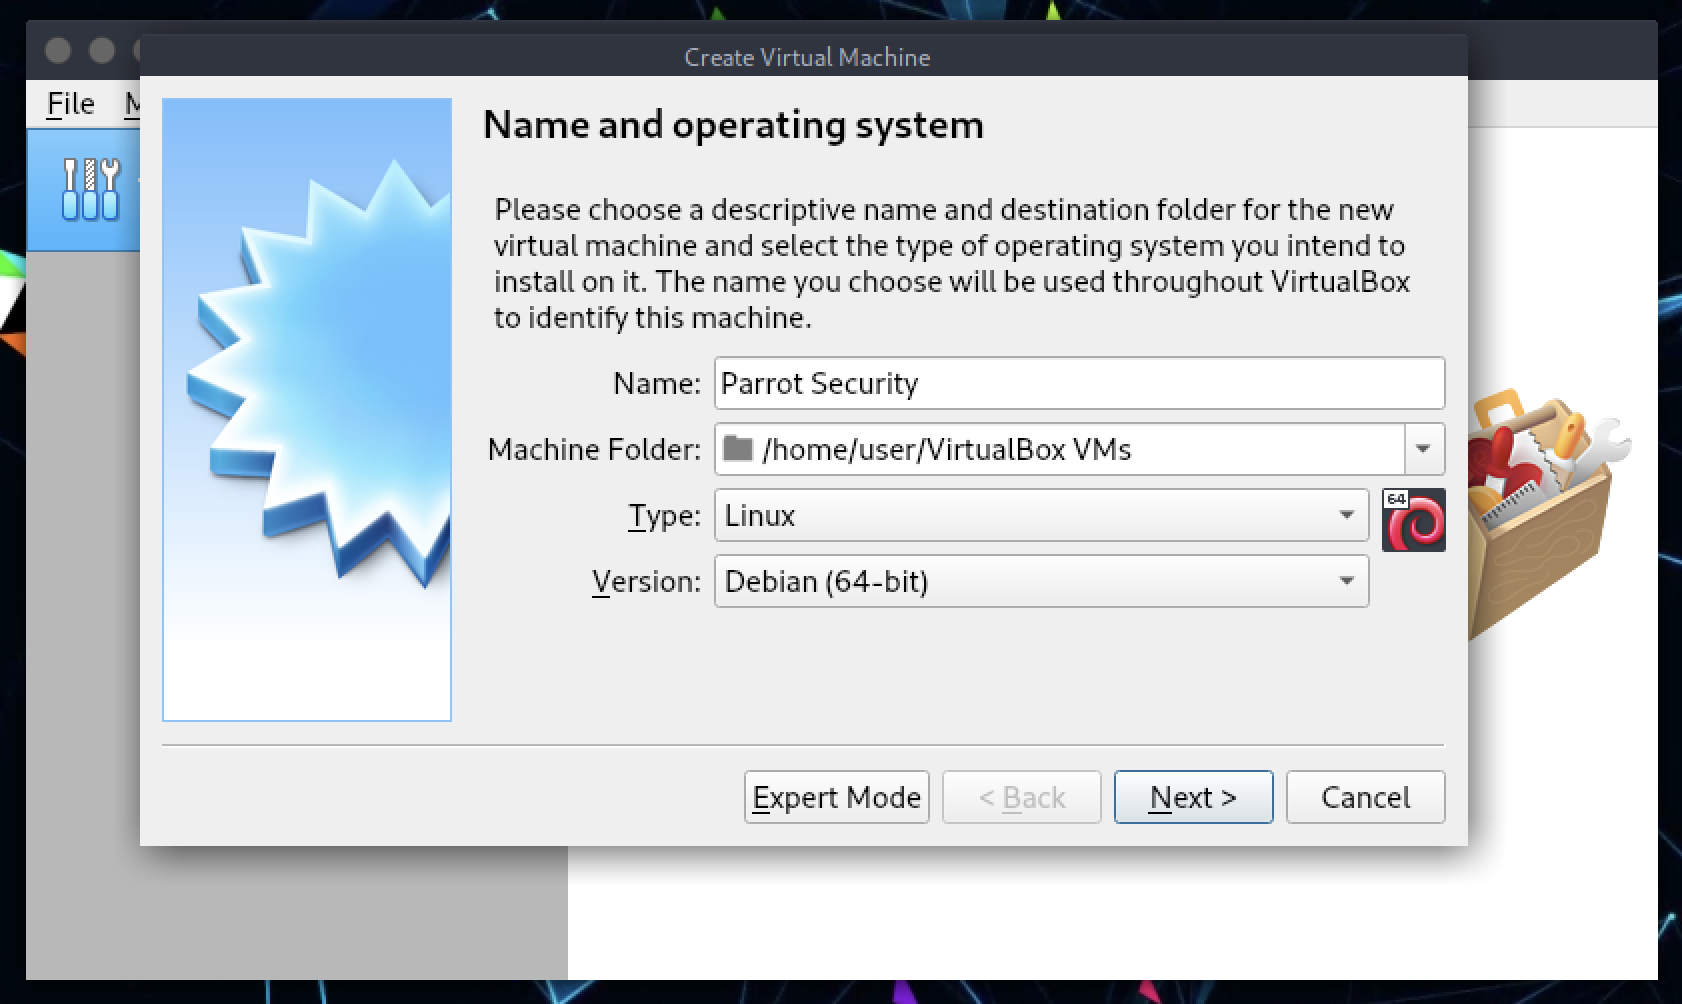 Create Virtual Machine
File M
Name and operating system
Please choose a descriptive name and destination folder for the new
virtual machine and select the type of operating system you intend to
install on it. The name you choose will be used throughout VirtualBox
to identify this machine.
Name: Parrot Security
Machine Folder: /home/user/VirtualBox VMs
Type: Linux
64
Version: Debian (64-bit)
Expert Mode < Back Next > Cancel